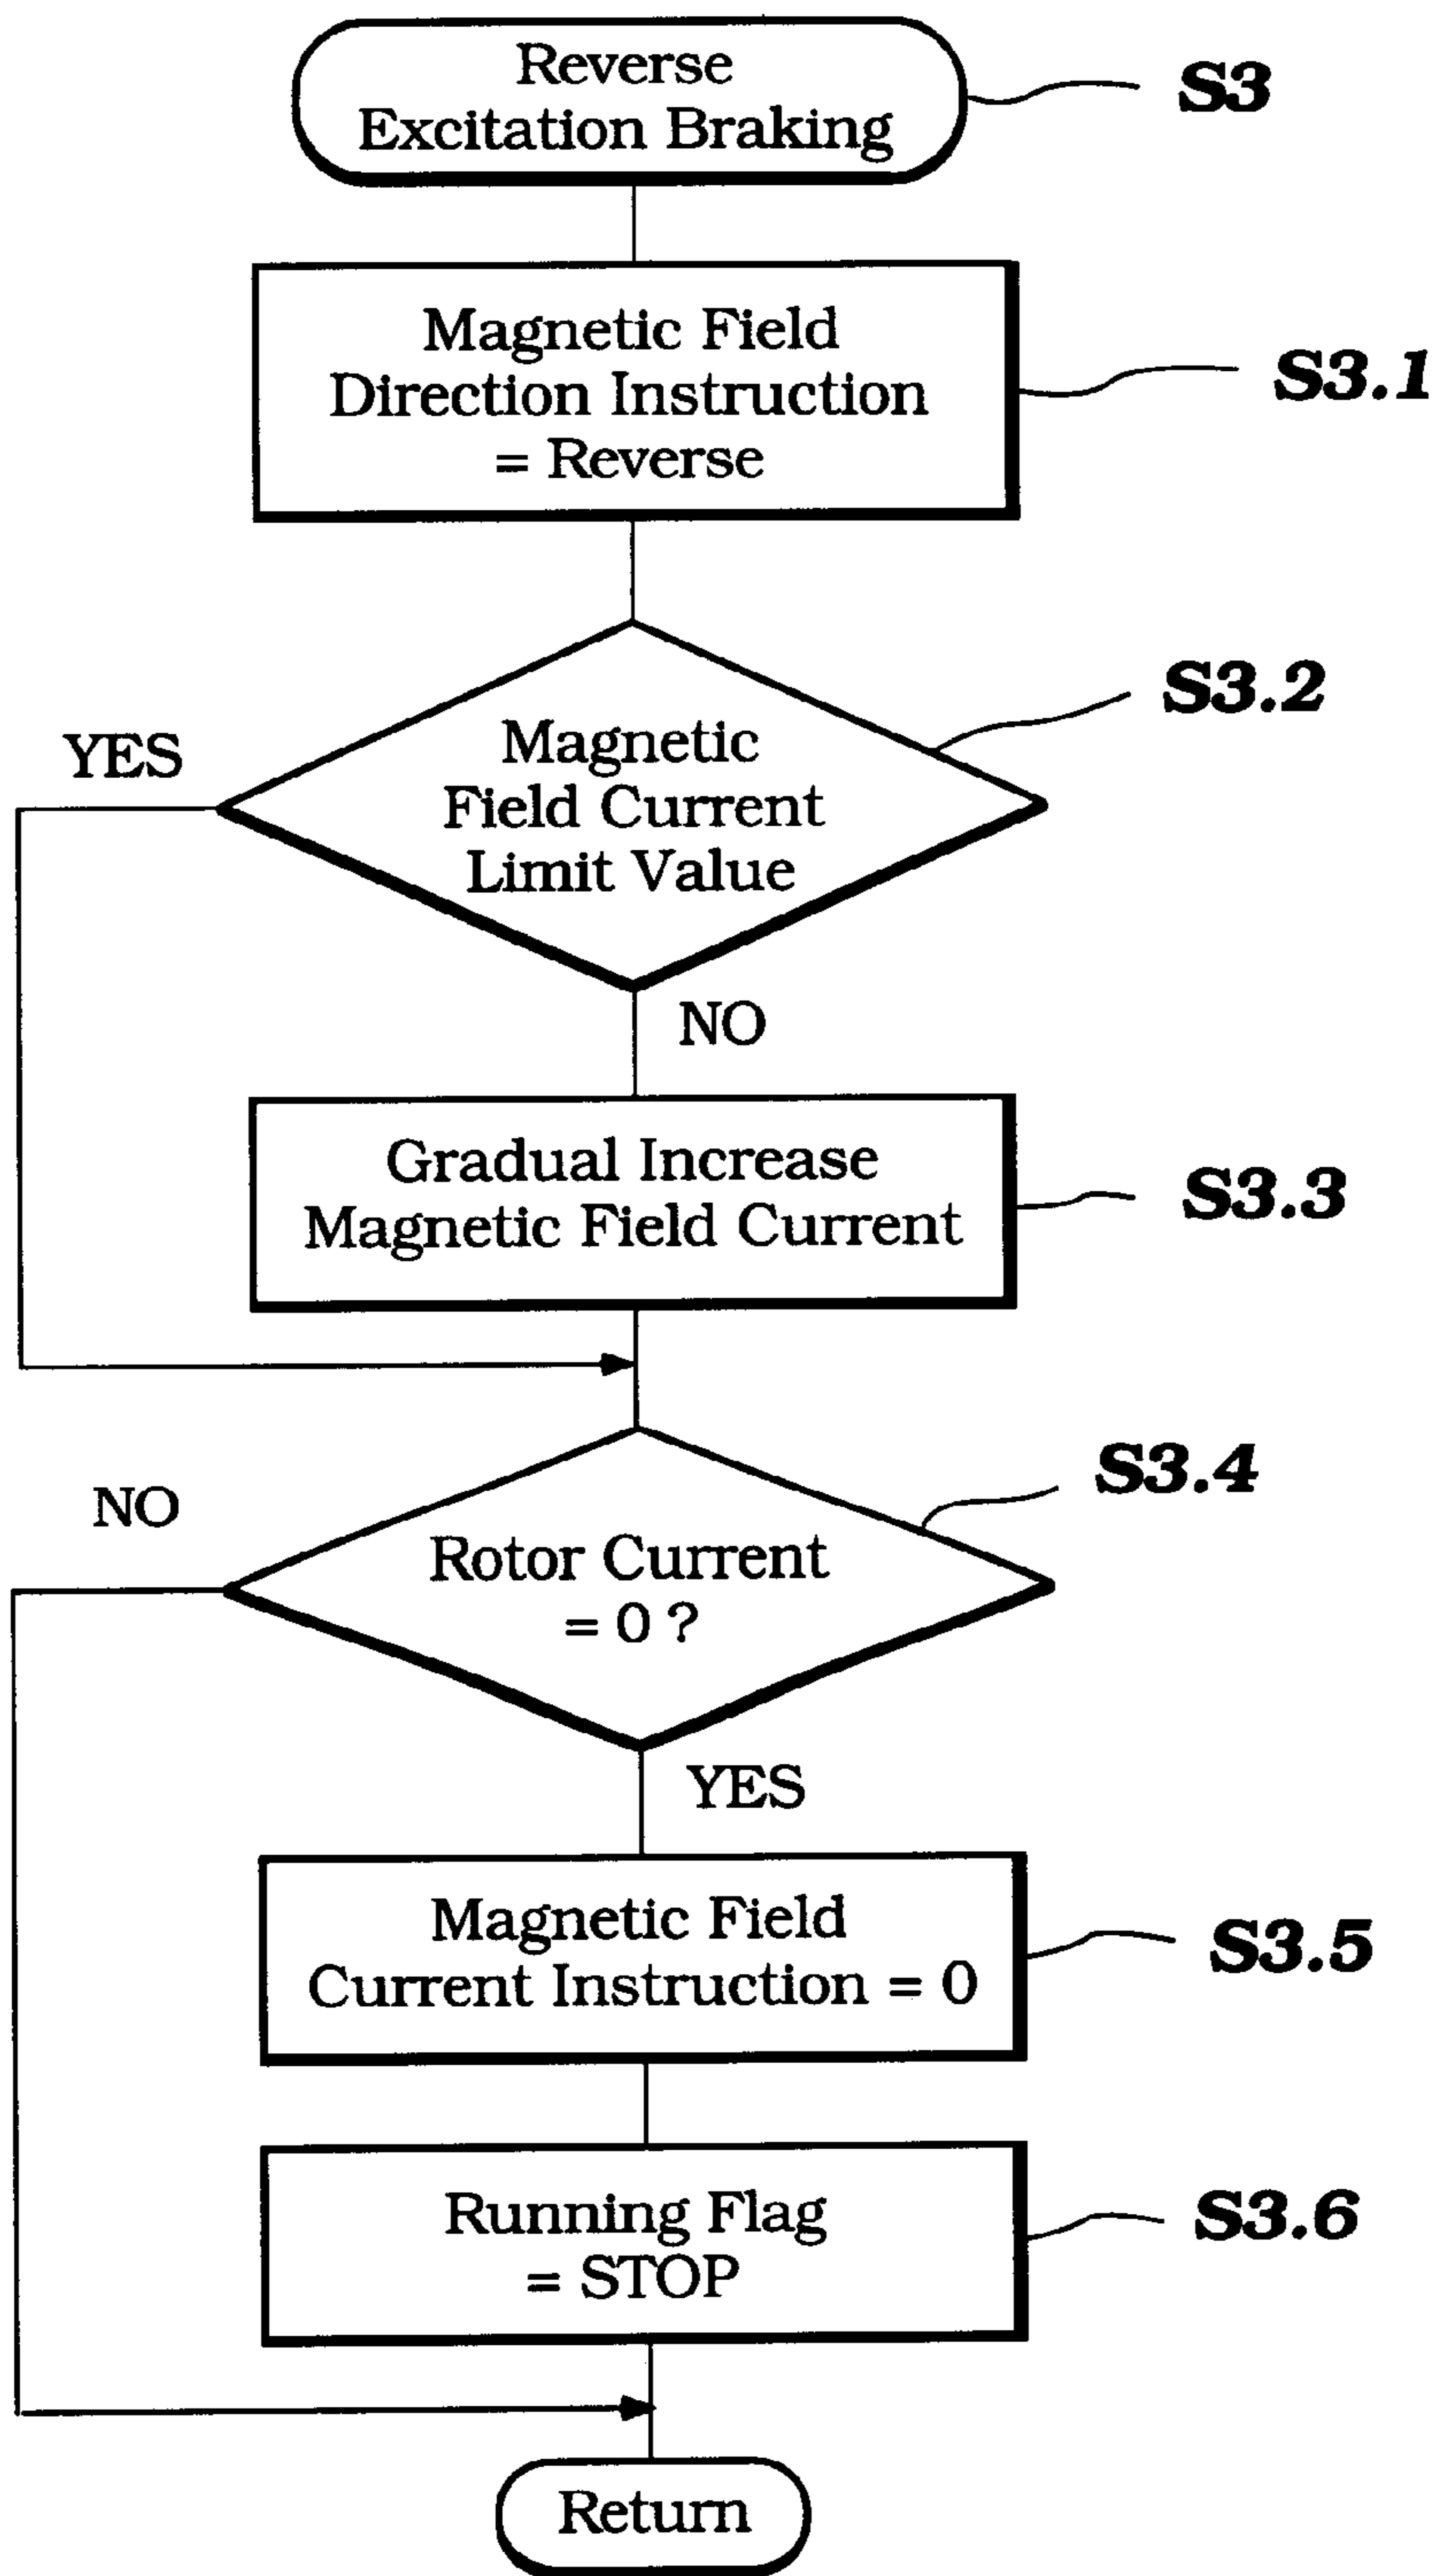 Reverse
Excitation Braking
S3
Magnetic Field
Direction Instruction
= Reverse
S3.1
S3.2
YES
Magnetic
Field Current
Limit Value
NO
Gradual Increase
Magnetic Field Current
S3.3
S3.4
NO
Rotor Current
= 0 ?
YES
Magnetic Field
Current Instruction = 0
S3.5
Running Flag
= STOP
S3.6
Return